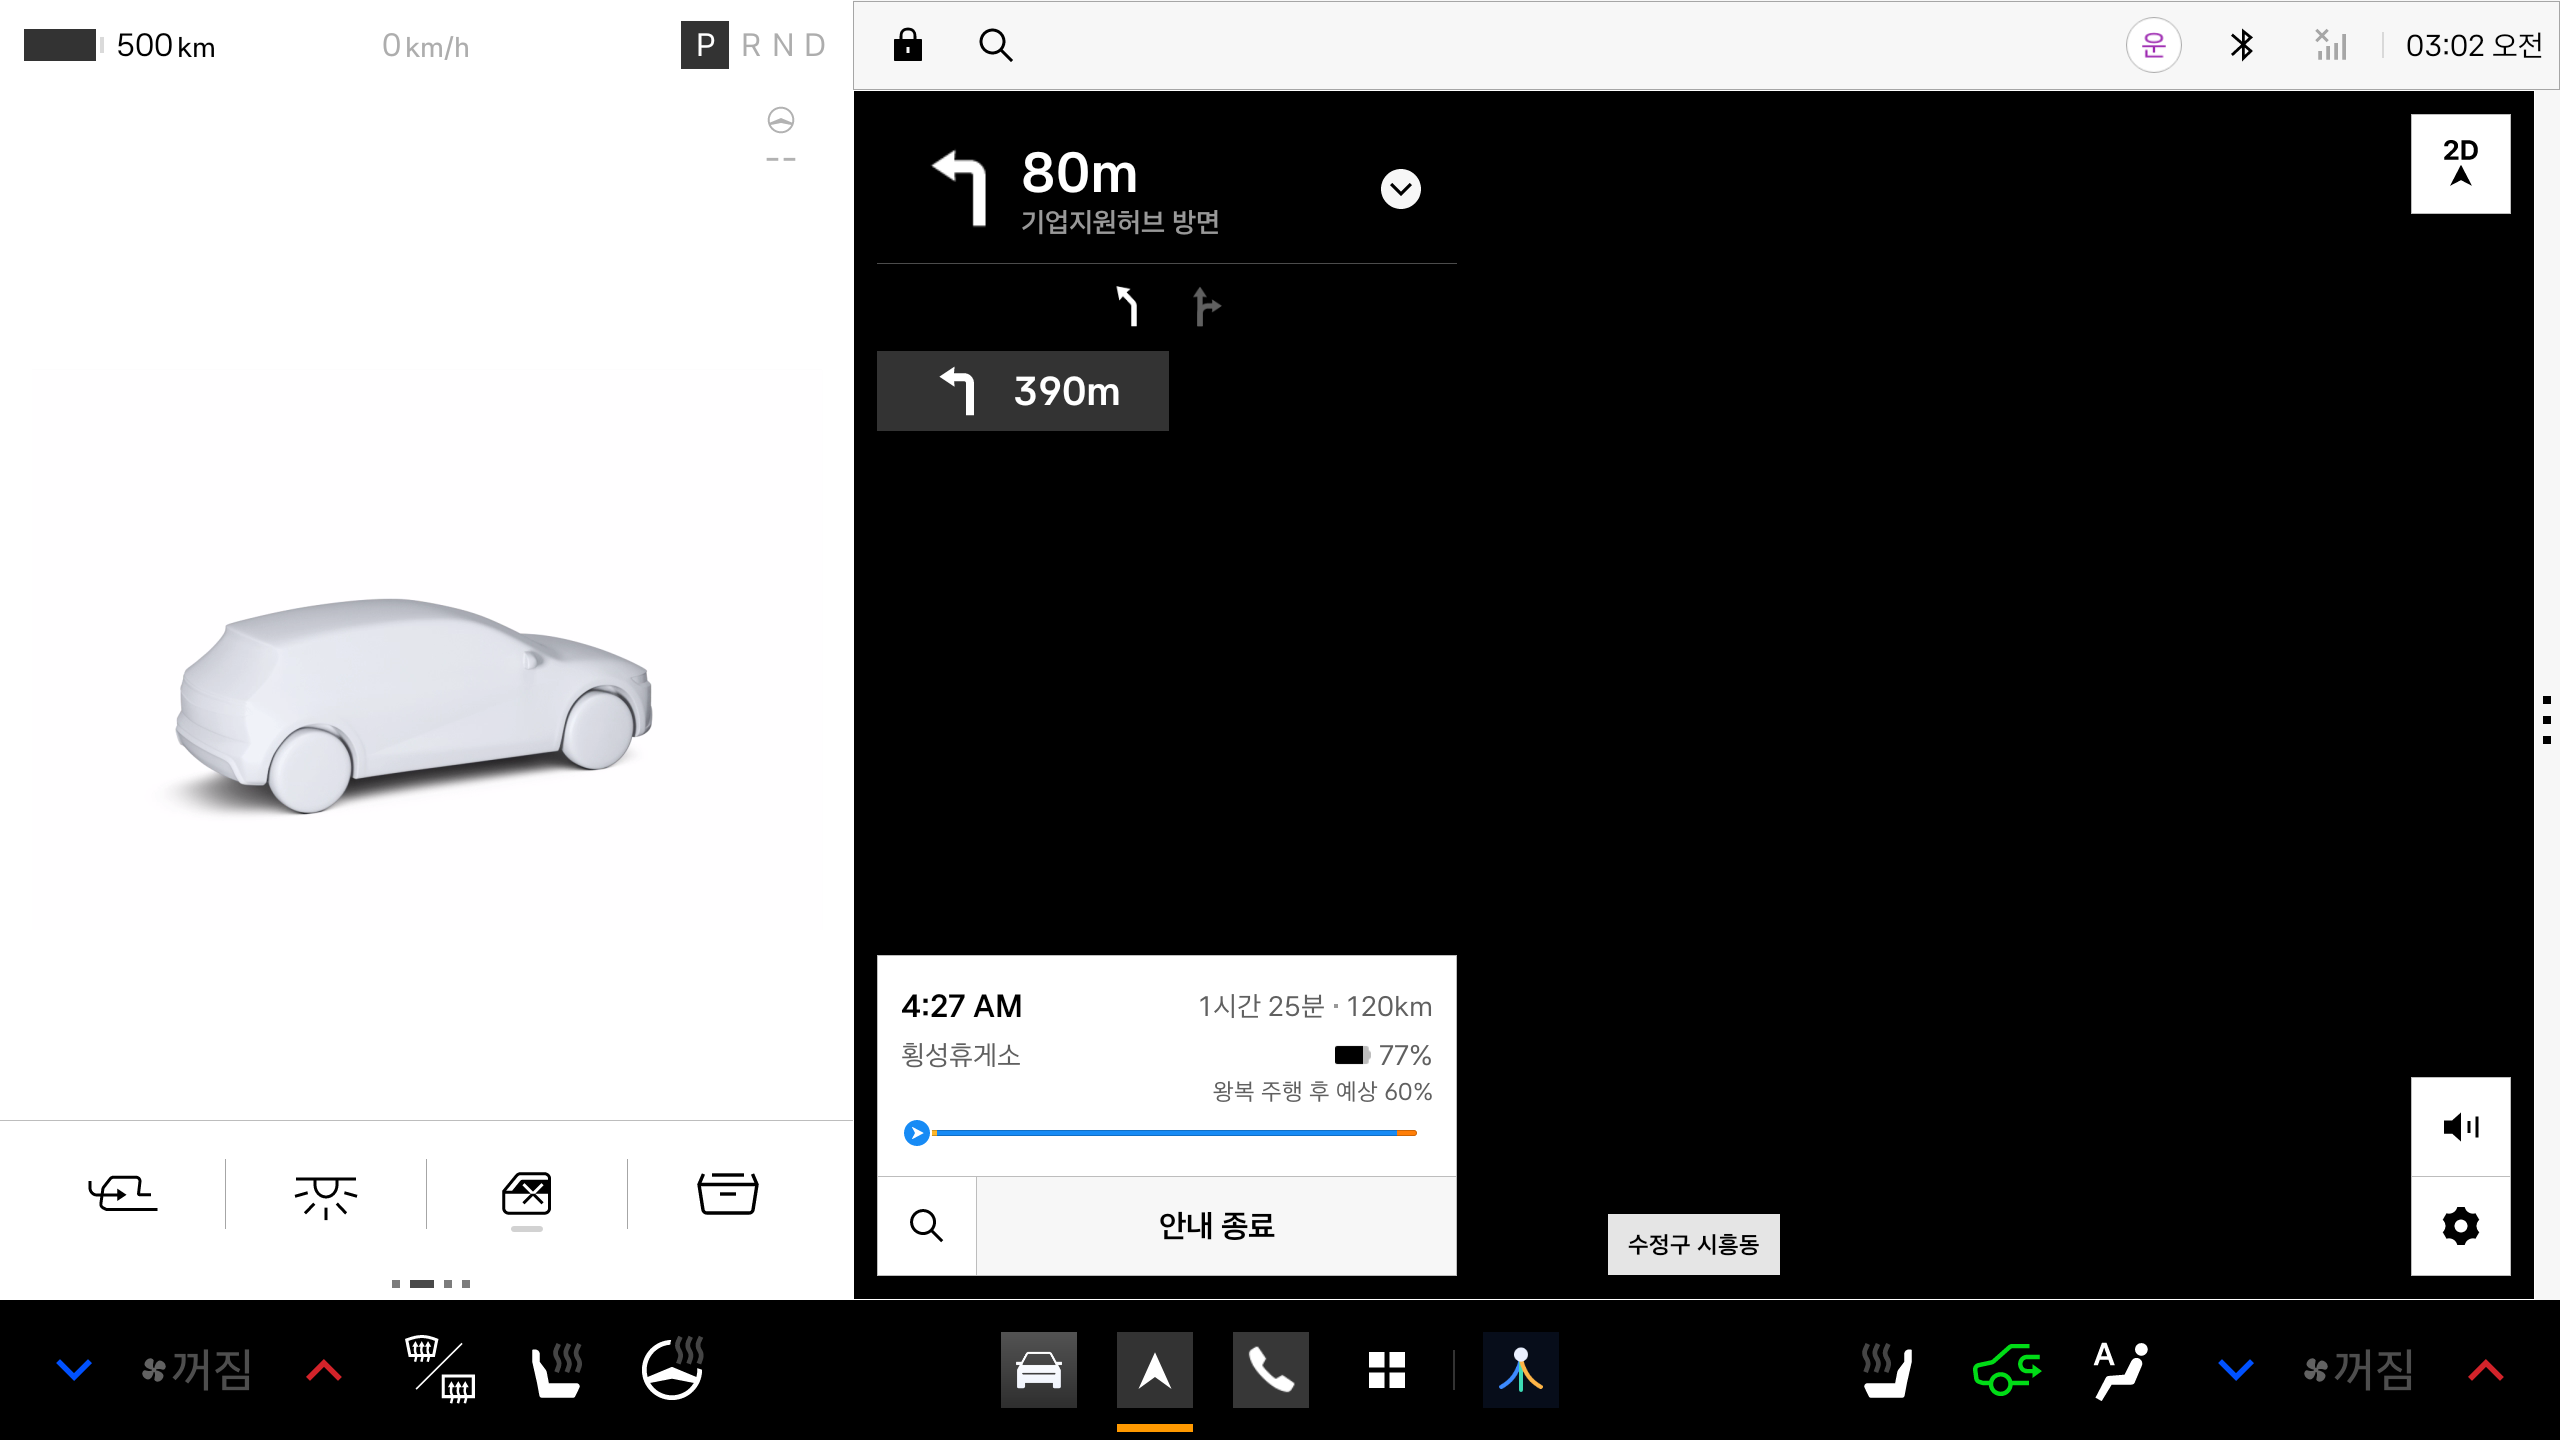 500 km
0 km/h
P R N D
--
운
03:02 오전
80m
기업지원허브 방면
390m
2D
4:27 AM
1시간 25분 · 120km
횡성휴게소
77%
왕복 주행 후 예상 60%
안내 종료
수정구 시흥동
꺼짐
A
꺼짐